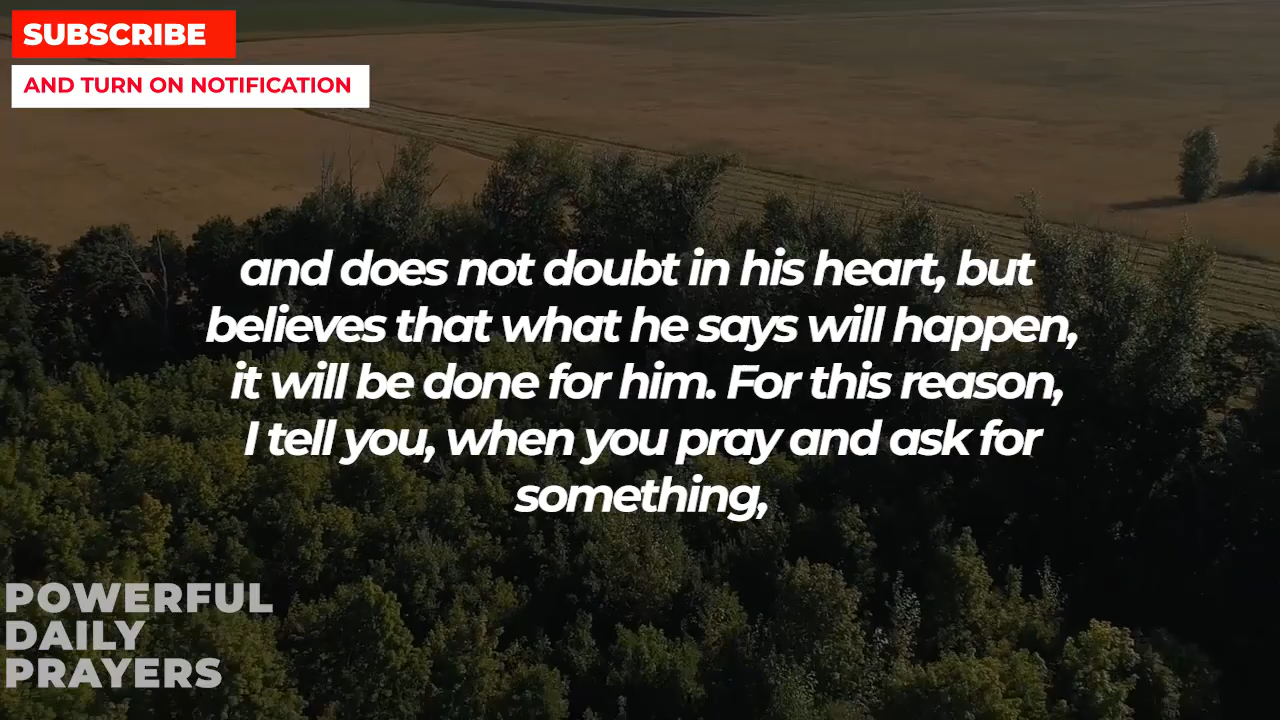 SUBSCRIBE
AND TURN ON NOTIFICATION
and does not doubt in his heart, but
believes that what he says will happen,
it will be done for him. For this reason,
I tell you, when you pray and ask for
something,
POWERFUL
DAILY
PRAYERS